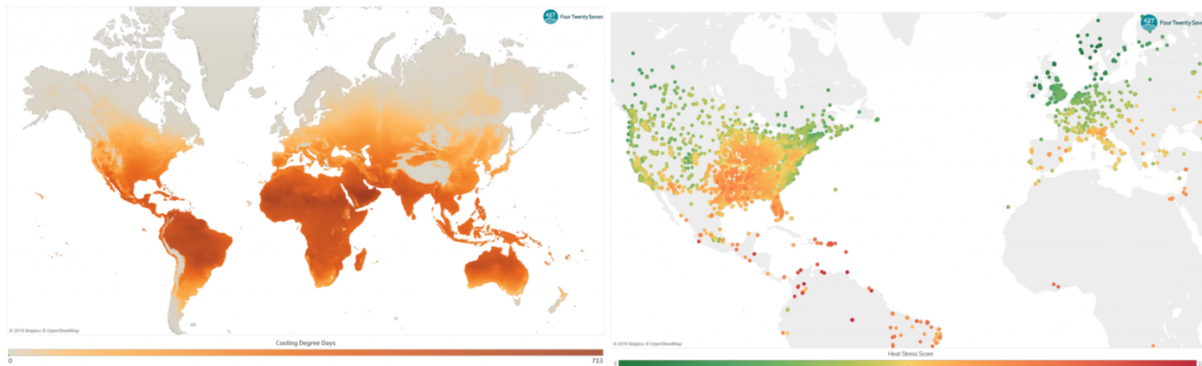 427
Four Twenty Seven
© 2018 Mapbox © OpenStreetMap
Cooling Degree Days
0
713
427
Four Twenty Seven
© 2018 Mapbox © OpenStreetMap
Heat Stress Score